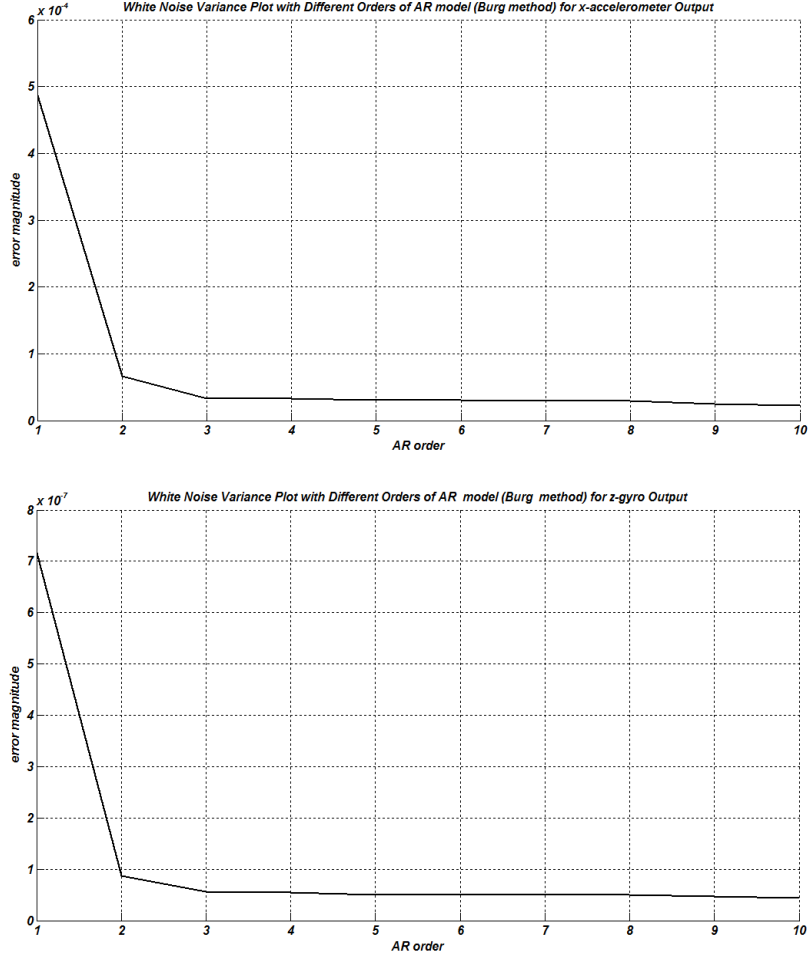 White Noise Variance Plot with Different Orders of AR model (Burg method) for x-accelerometer Output
x 10⁻⁴
6
5
4
3
2
1
0
error magnitude
1 2 3 4 5 6 7 8 9 10
AR order
White Noise Variance Plot with Different Orders of AR model (Burg method) for z-gyro Output
x 10⁻⁷
8
7
6
5
4
3
2
1
0
error magnitude
1 2 3 4 5 6 7 8 9 10
AR order